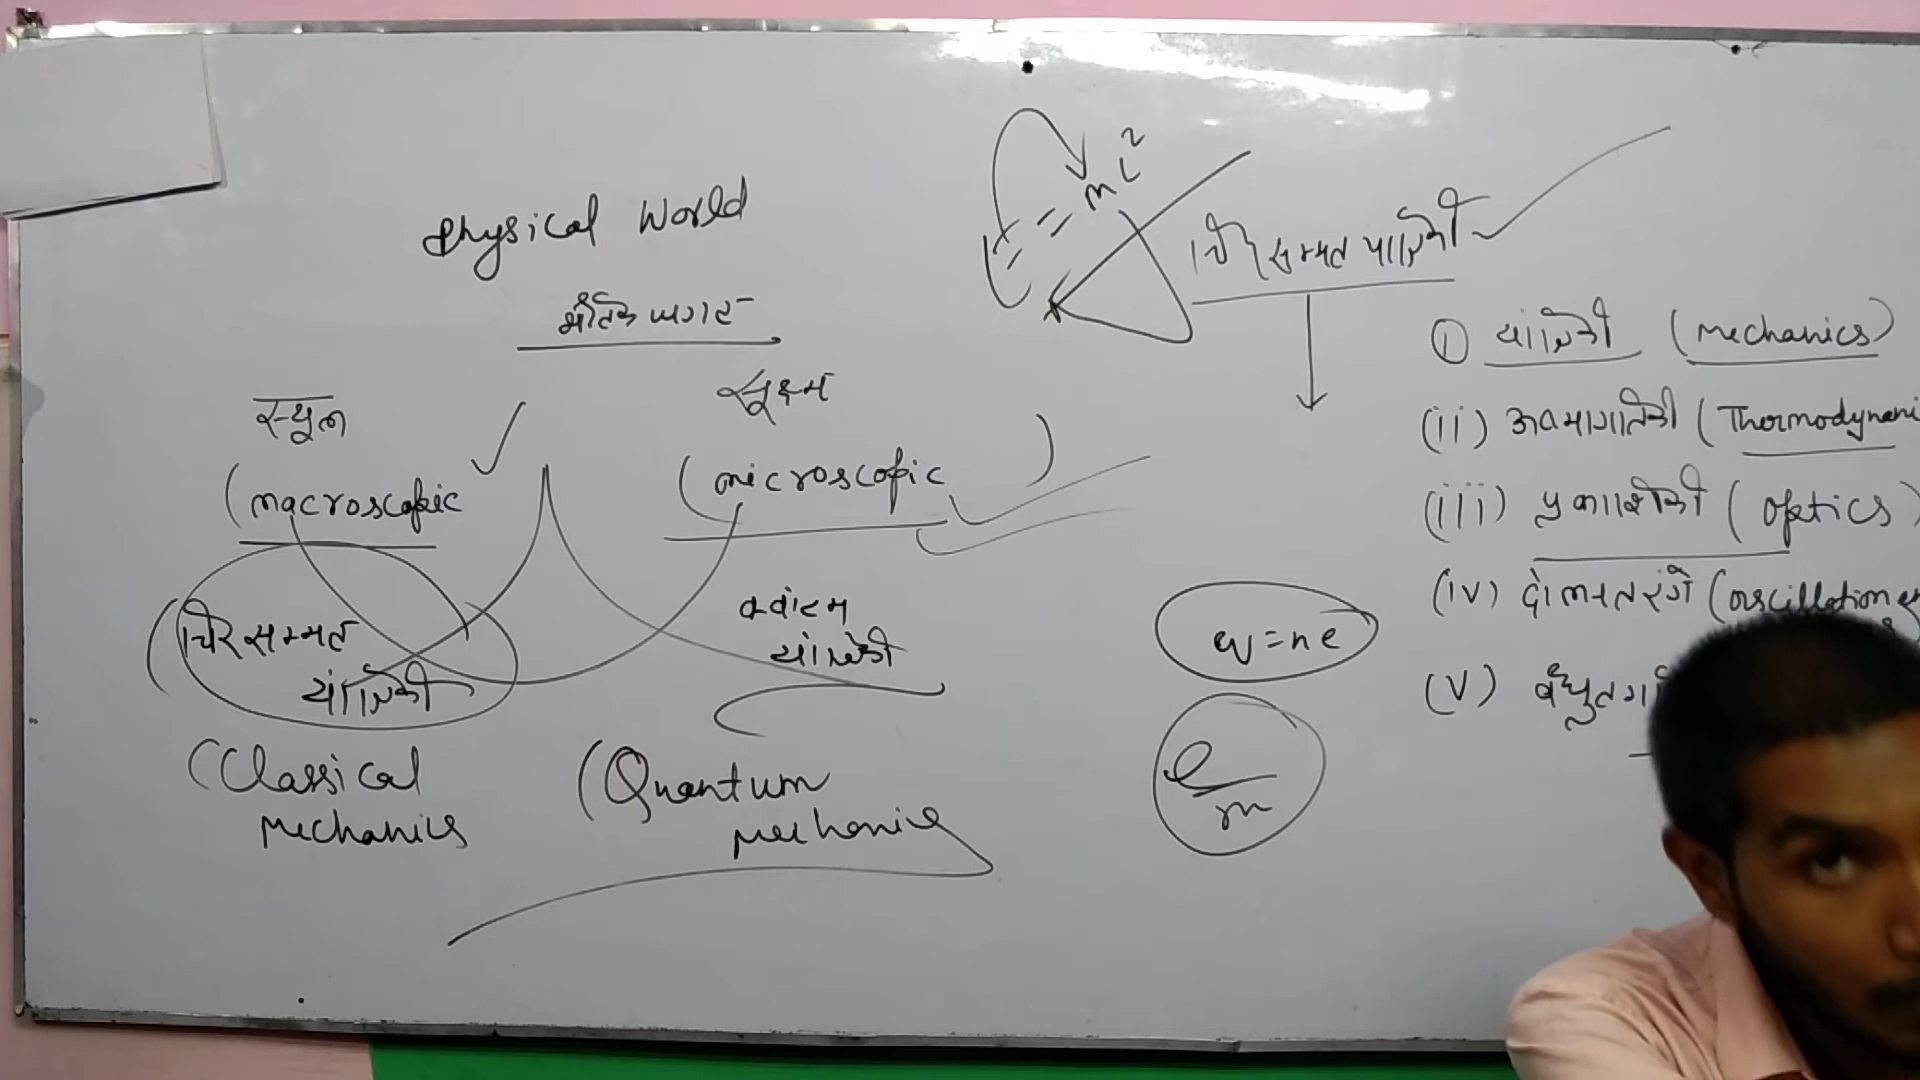 Physical World
भौतिक जगत
स्थूल
(macroscopic
सूक्ष्म
(microscopic)
(चिरसम्मत
यांत्रिकी
(Classical
Mechanics
क्वांटम
यांत्रिकी
(Quantum
Mechanics
mc²
चिरसम्मत यांत्रिकी
(i) यांत्रिकी (Mechanics)
(ii) ऊष्मागतिकी (Thermodynami
(iii) प्रकाशिकी (Optics)
(iv) दोलन तरंगे (oscillation
(v) वैद्युतग
q = ne
e/m